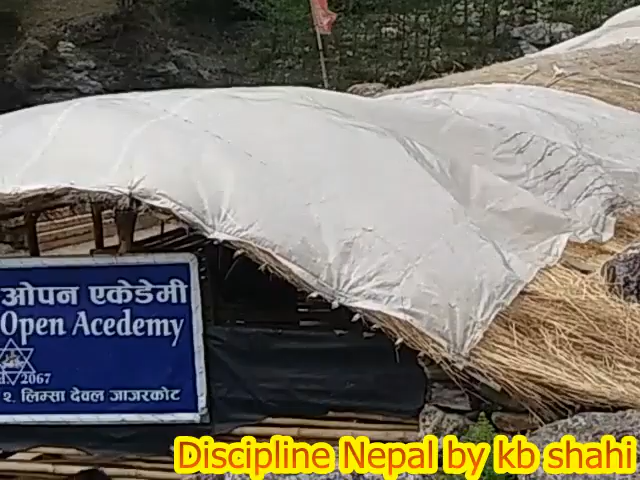 ओपन एकेडेमी
Open Acedemy
2067
२. लिम्सा देवल जाजरकोट
Discipline Nepal by kb shahi